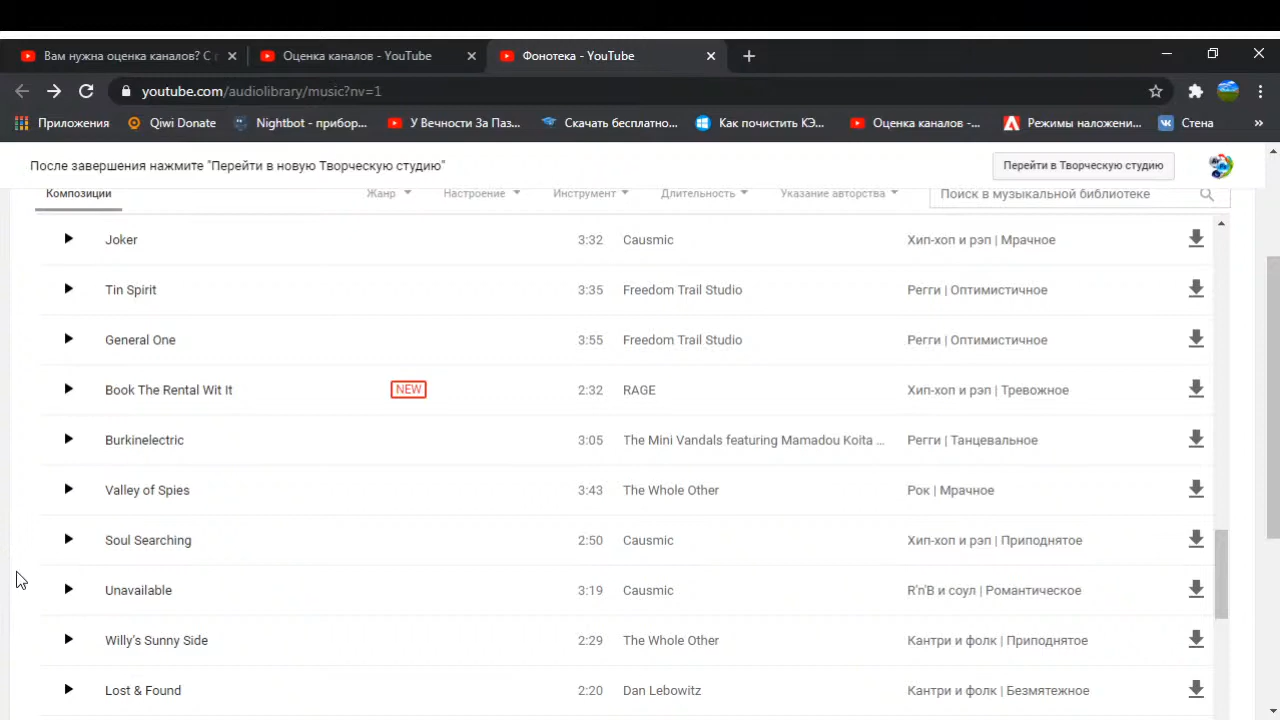 Вам нужна оценка каналов? С
Оценка каналов - YouTube
Фонотека - YouTube
youtube.com/audiolibrary/music?nv=1
Приложения
Qiwi Donate
Nightbot - прибор...
У Вечности За Паз...
Скачать бесплатно...
Как почистить КЭ...
Оценка каналов -...
Режимы наложени...
Стена
»
После завершения нажмите "Перейти в новую Творческую студию"
Перейти в Творческую студию
Композиции
Жанр
Настроение
Инструмент
Длительность
Указание авторства
Поиск в музыкальной библиотеке
Joker 3:32 Causmic Хип-хоп и рэп | Мрачное
Tin Spirit 3:35 Freedom Trail Studio Регги | Оптимистичное
General One 3:55 Freedom Trail Studio Регги | Оптимистичное
Book The Rental Wit It NEW 2:32 RAGE Хип-хоп и рэп | Тревожное
Burkinelectric 3:05 The Mini Vandals featuring Mamadou Koita ... Регги | Танцевальное
Valley of Spies 3:43 The Whole Other Рок | Мрачное
Soul Searching 2:50 Causmic Хип-хоп и рэп | Приподнятое
Unavailable 3:19 Causmic R'n'B и соул | Романтическое
Willy's Sunny Side 2:29 The Whole Other Кантри и фолк | Приподнятое
Lost & Found 2:20 Dan Lebowitz Кантри и фолк | Безмятежное